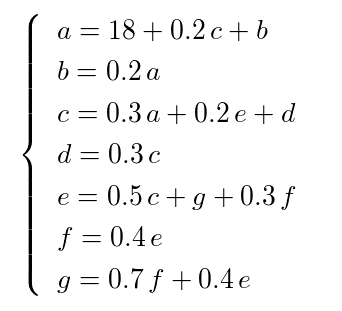 a = 18 + 0.2 c + b
b = 0.2 a
c = 0.3 a + 0.2 e + d
d = 0.3 c
e = 0.5 c + g + 0.3 f
f = 0.4 e
g = 0.7 f + 0.4 e